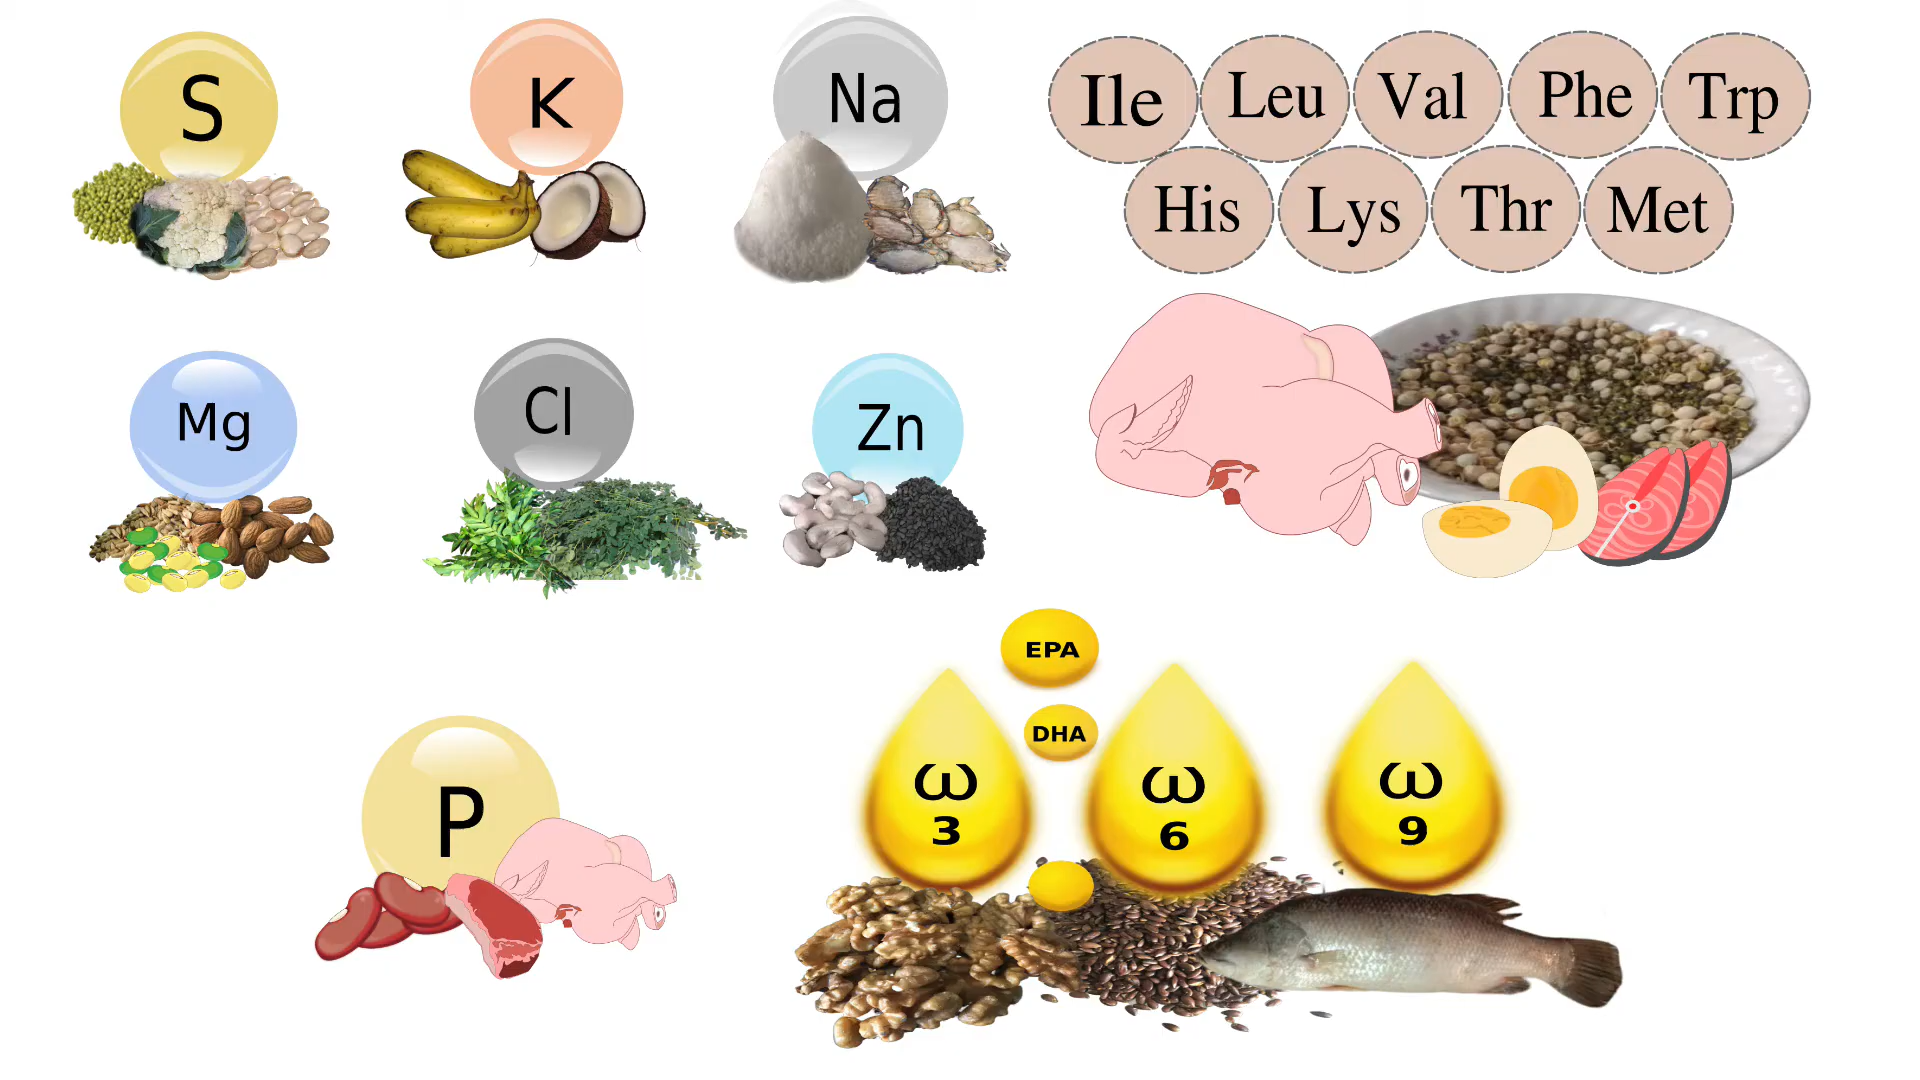 S
K
Na
Ile Leu Val Phe Trp
His Lys Thr Met
Mg
Cl
Zn
P
EPA
DHA
ω
3
ω
6
ω
9